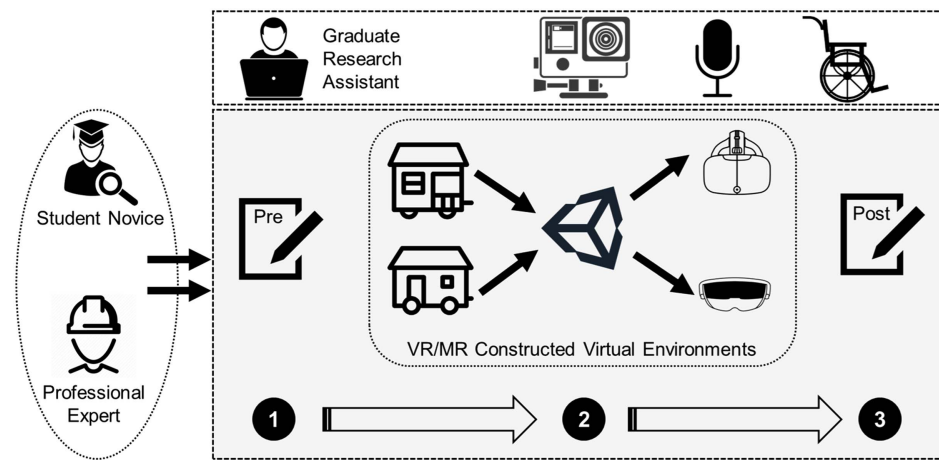 Graduate
Research
Assistant
Student Novice
Pre
Post
Professional
Expert
VR/MR Constructed Virtual Environments
1
2
3